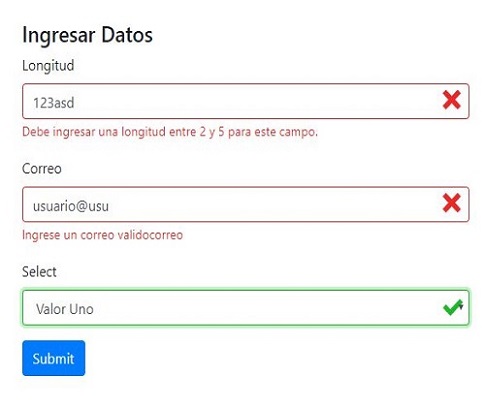 Ingresar Datos
Longitud
123asd
Debe ingresar una longitud entre 2 y 5 para este campo.
Correo
usuario@usu
Ingrese un correo validocorreo
Select
Valor Uno
Submit